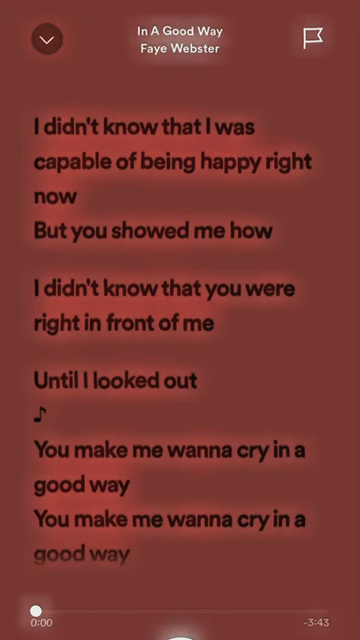 In A Good Way
Faye Webster
I didn't know that I was
capable of being happy right
now
But you showed me how
I didn't know that you were
right in front of me
Until I looked out
♪
You make me wanna cry in a
good way
You make me wanna cry in a
good way
0:00
-3:43